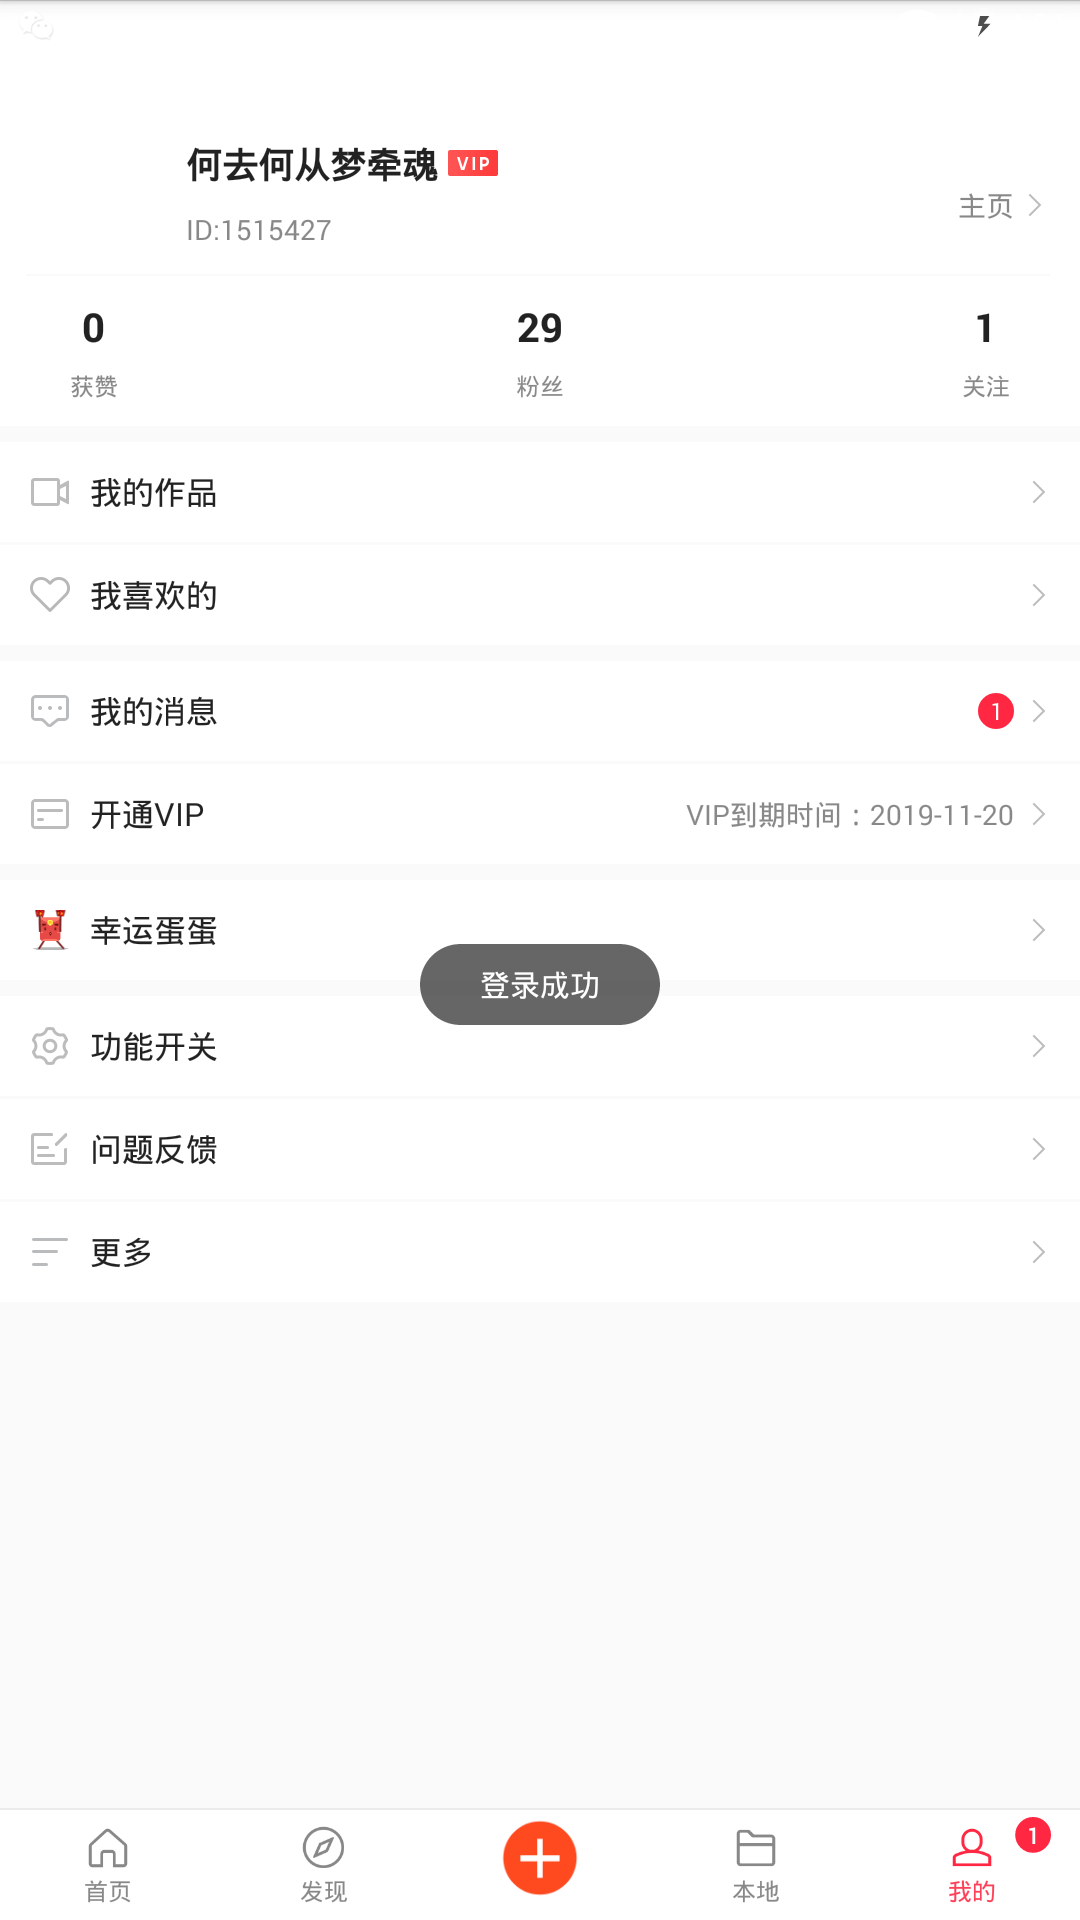 何去何从梦牵魂 VIP
ID:1515427
主页
0
29
1
获赞
粉丝
关注
我的作品
我喜欢的
我的消息
1
开通VIP
VIP到期时间：2019-11-20
幸运蛋蛋
登录成功
功能开关
问题反馈
更多
首页
发现
本地
我的
1